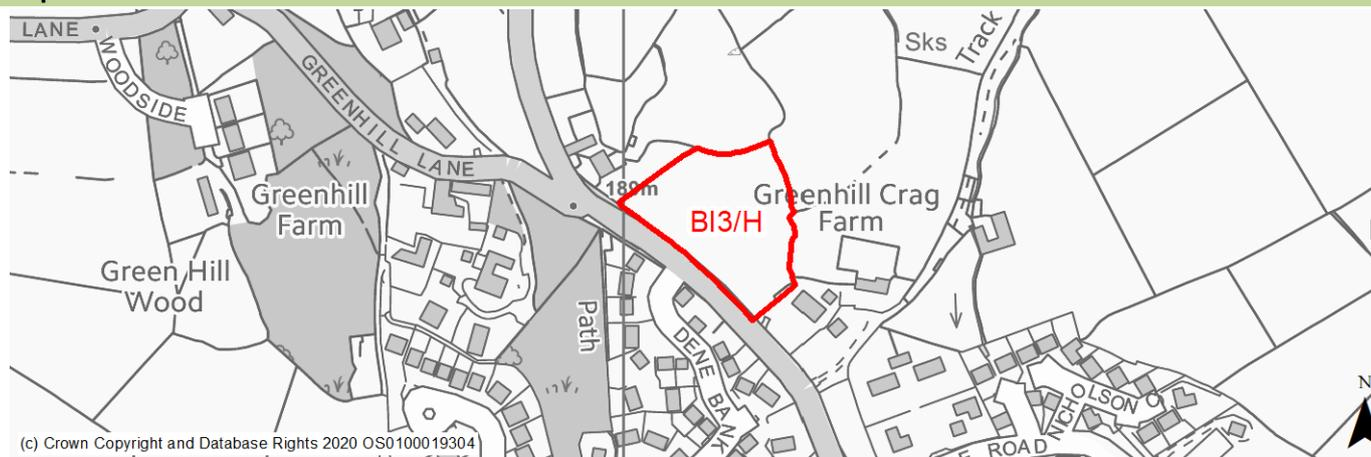 LANE
WOODSIDE
GREENHILL LANE
Sks
Track
Greenhill
Farm
189m
BI3/H
Greenhill Crag
Farm
Green Hill
Wood
Path
DENE BANK
NICHOLSON
ROAD
N
(c) Crown Copyright and Database Rights 2020 OS0100019304